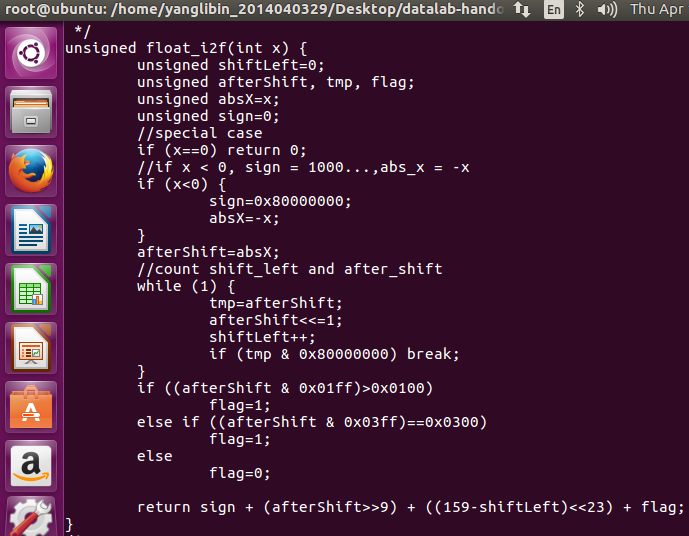 root@ubuntu: /home/yanglibin_2014040329/Desktop/datalab-hando
En
Thu Apr
 */
unsigned float_i2f(int x) {
        unsigned shiftLeft=0;
        unsigned afterShift, tmp, flag;
        unsigned absX=x;
        unsigned sign=0;
        //special case
        if (x==0) return 0;
        //if x < 0, sign = 1000...,abs_x = -x
        if (x<0) {
                sign=0x80000000;
                absX=-x;
        }
        afterShift=absX;
        //count shift_left and after_shift
        while (1) {
                tmp=afterShift;
                afterShift<<=1;
                shiftLeft++;
                if (tmp & 0x80000000) break;
        }
        if ((afterShift & 0x01ff)>0x0100)
                flag=1;
        else if ((afterShift & 0x03ff)==0x0300)
                flag=1;
        else
                flag=0;

        return sign + (afterShift>>9) + ((159-shiftLeft)<<23) + flag;
}